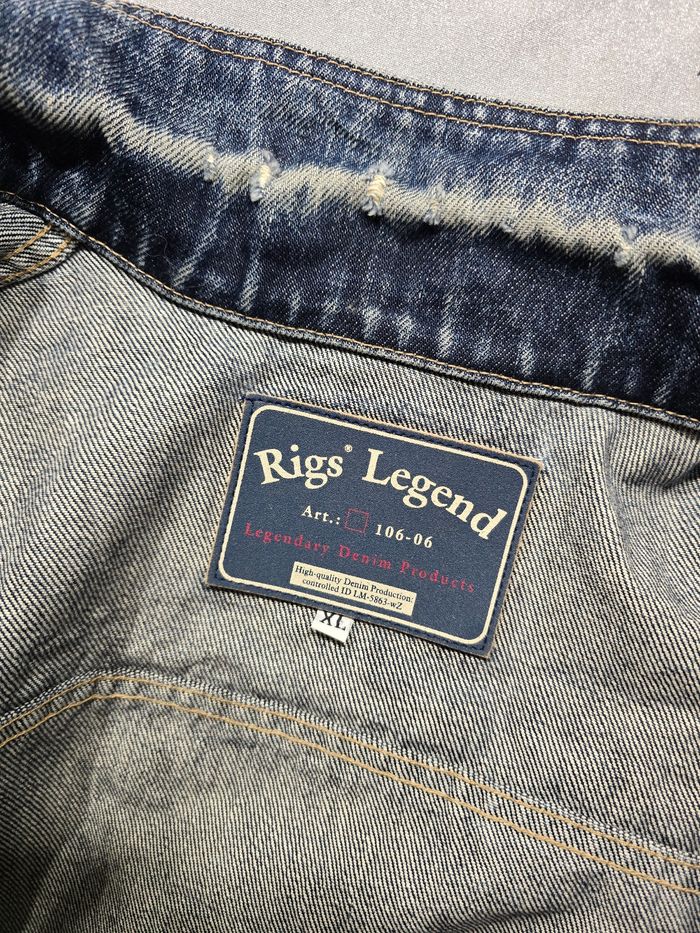 Rigs® Legend
Art.: 106-06
Legendary Denim Products
High-quality Denim Production:
controlled ID LM-5863-wZ
XL